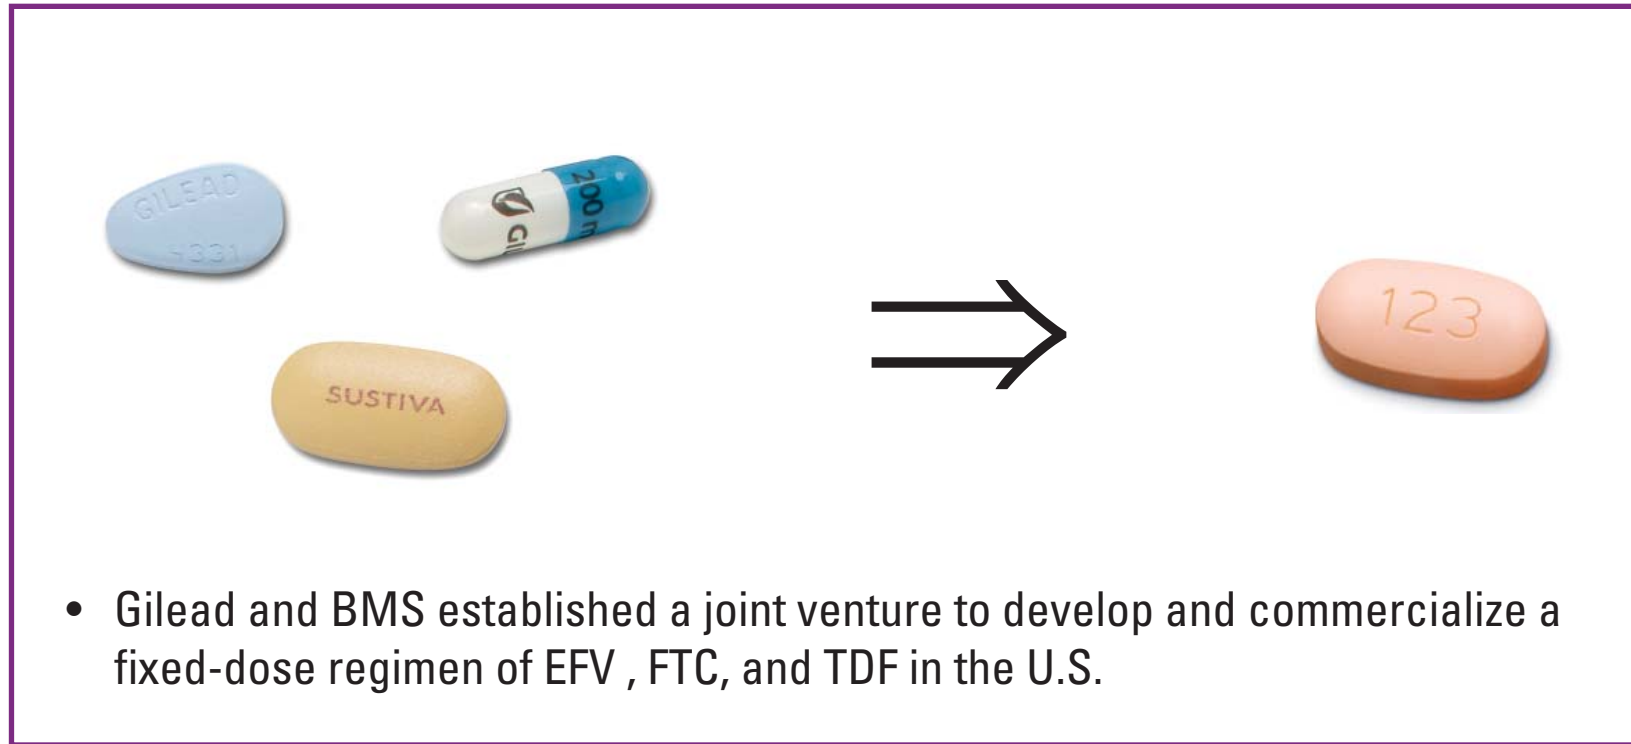 GILEAD
4331
200 m
GI
SUSTIVA
123
• Gilead and BMS established a joint venture to develop and commercialize a
fixed-dose regimen of EFV , FTC, and TDF in the U.S.